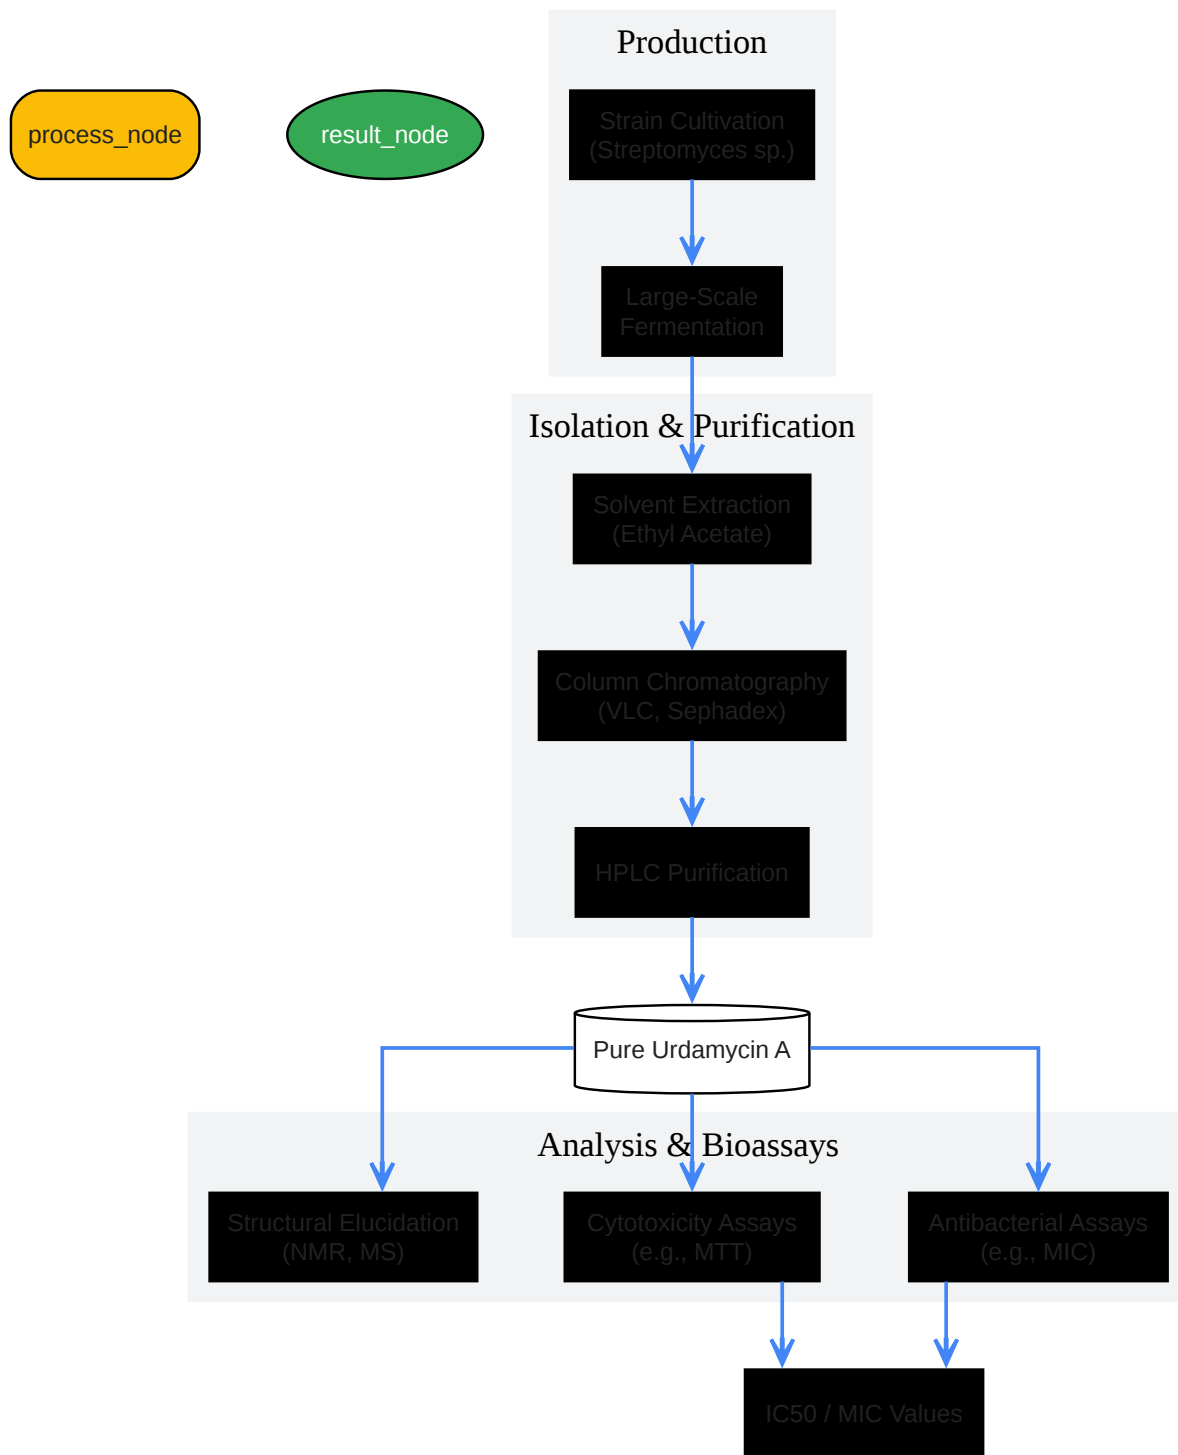 Production
process_node
result_node
Strain Cultivation
(Streptomyces sp.)
Large-Scale
Fermentation
Isolation & Purification
Solvent Extraction
(Ethyl Acetate)
Column Chromatography
(VLC, Sephadex)
HPLC Purification
Pure Urdamycin A
Analysis & Bioassays
Structural Elucidation
(NMR, MS)
Cytotoxicity Assays
(e.g., MTT)
Antibacterial Assays
(e.g., MIC)
IC50 / MIC Values